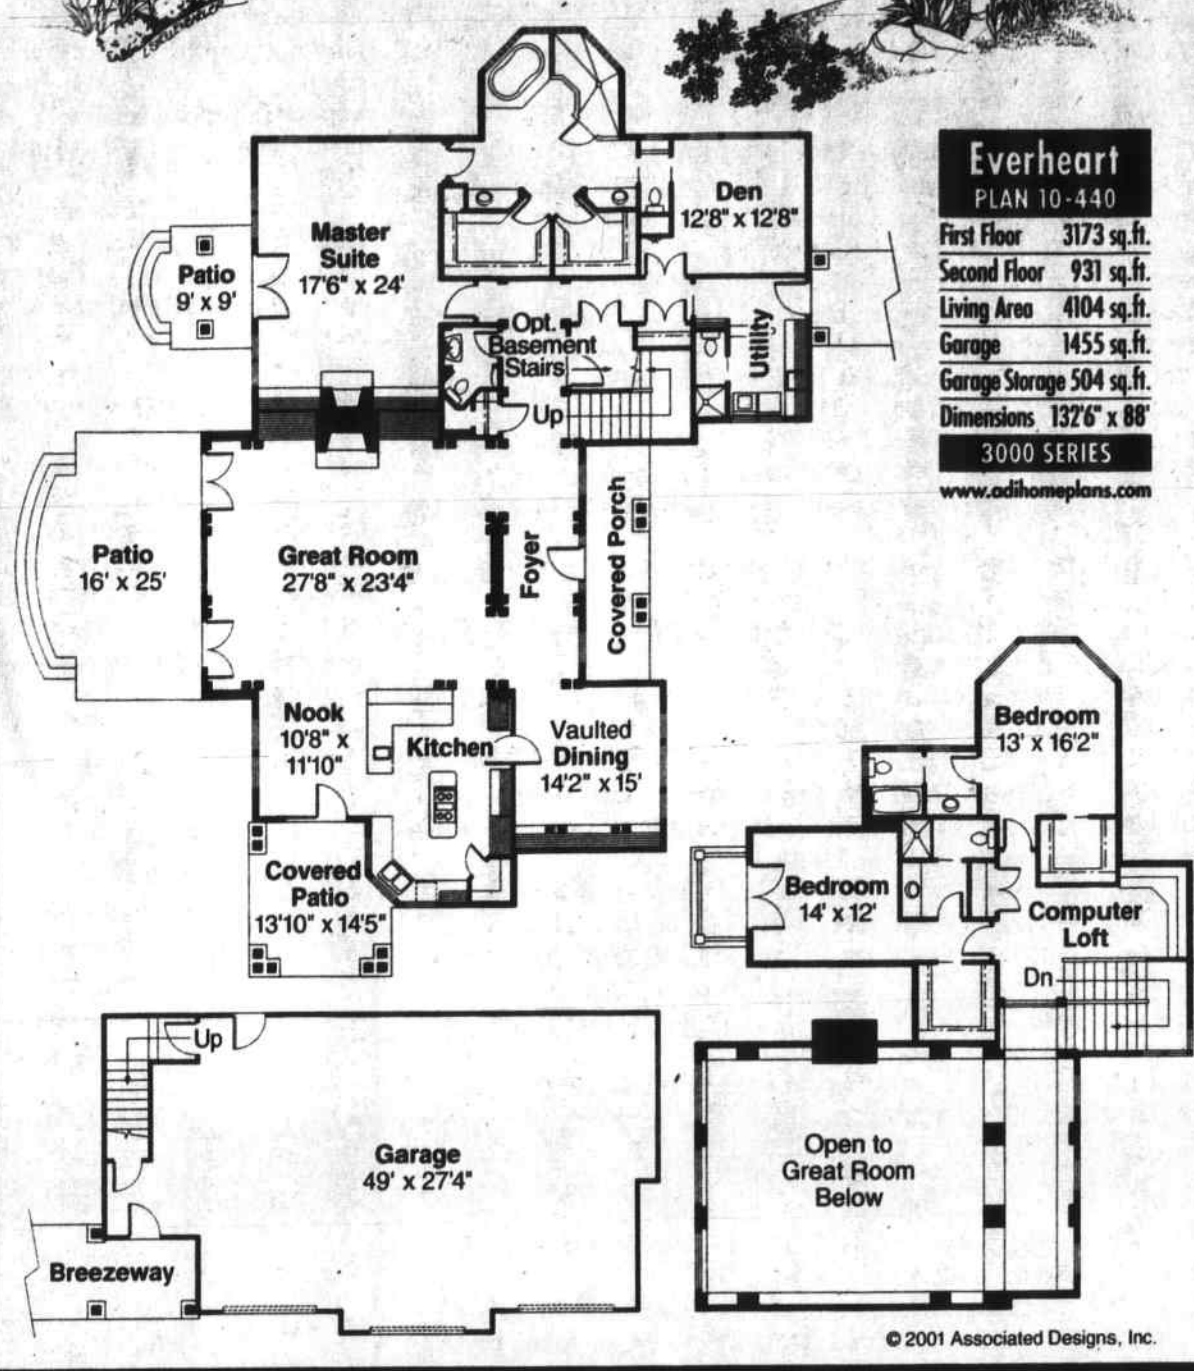 Everheart
PLAN 10-440
First Floor 3173 sq.ft.
Second Floor 931 sq.ft.
Living Area 4104 sq.ft.
Garage 1455 sq.ft.
Garage Storage 504 sq.ft.
Dimensions 132'6" x 88'
3000 SERIES
www.adihomeplans.com
Den
12'8" x 12'8"
Master
Suite
17'6" x 24'
Patio
9' x 9'
Opt.
Basement
Stairs
Up
Utility
Patio
16' x 25'
Great Room
27'8" x 23'4"
Foyer
Covered Porch
Nook
10'8" x
11'10"
Kitchen
Vaulted
Dining
14'2" x 15'
Covered
Patio
13'10" x 14'5"
Bedroom
13' x 16'2"
Bedroom
14' x 12'
Computer
Loft
Dn
Up
Garage
49' x 27'4"
Breezeway
Open to
Great Room
Below
© 2001 Associated Designs, Inc.